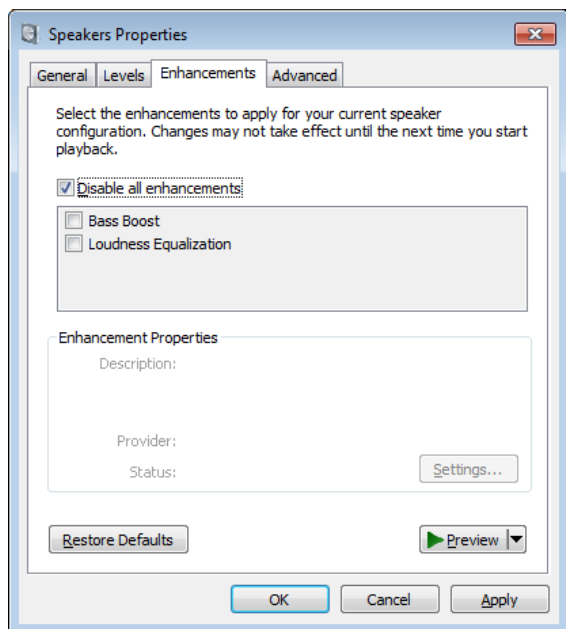 Speakers Properties
General Levels Enhancements Advanced
Select the enhancements to apply for your current speaker
configuration. Changes may not take effect until the next time you start
playback.
Disable all enhancements
Bass Boost
Loudness Equalization
Enhancement Properties
Description:
Provider:
Status:
Settings...
Restore Defaults
Preview
OK Cancel Apply